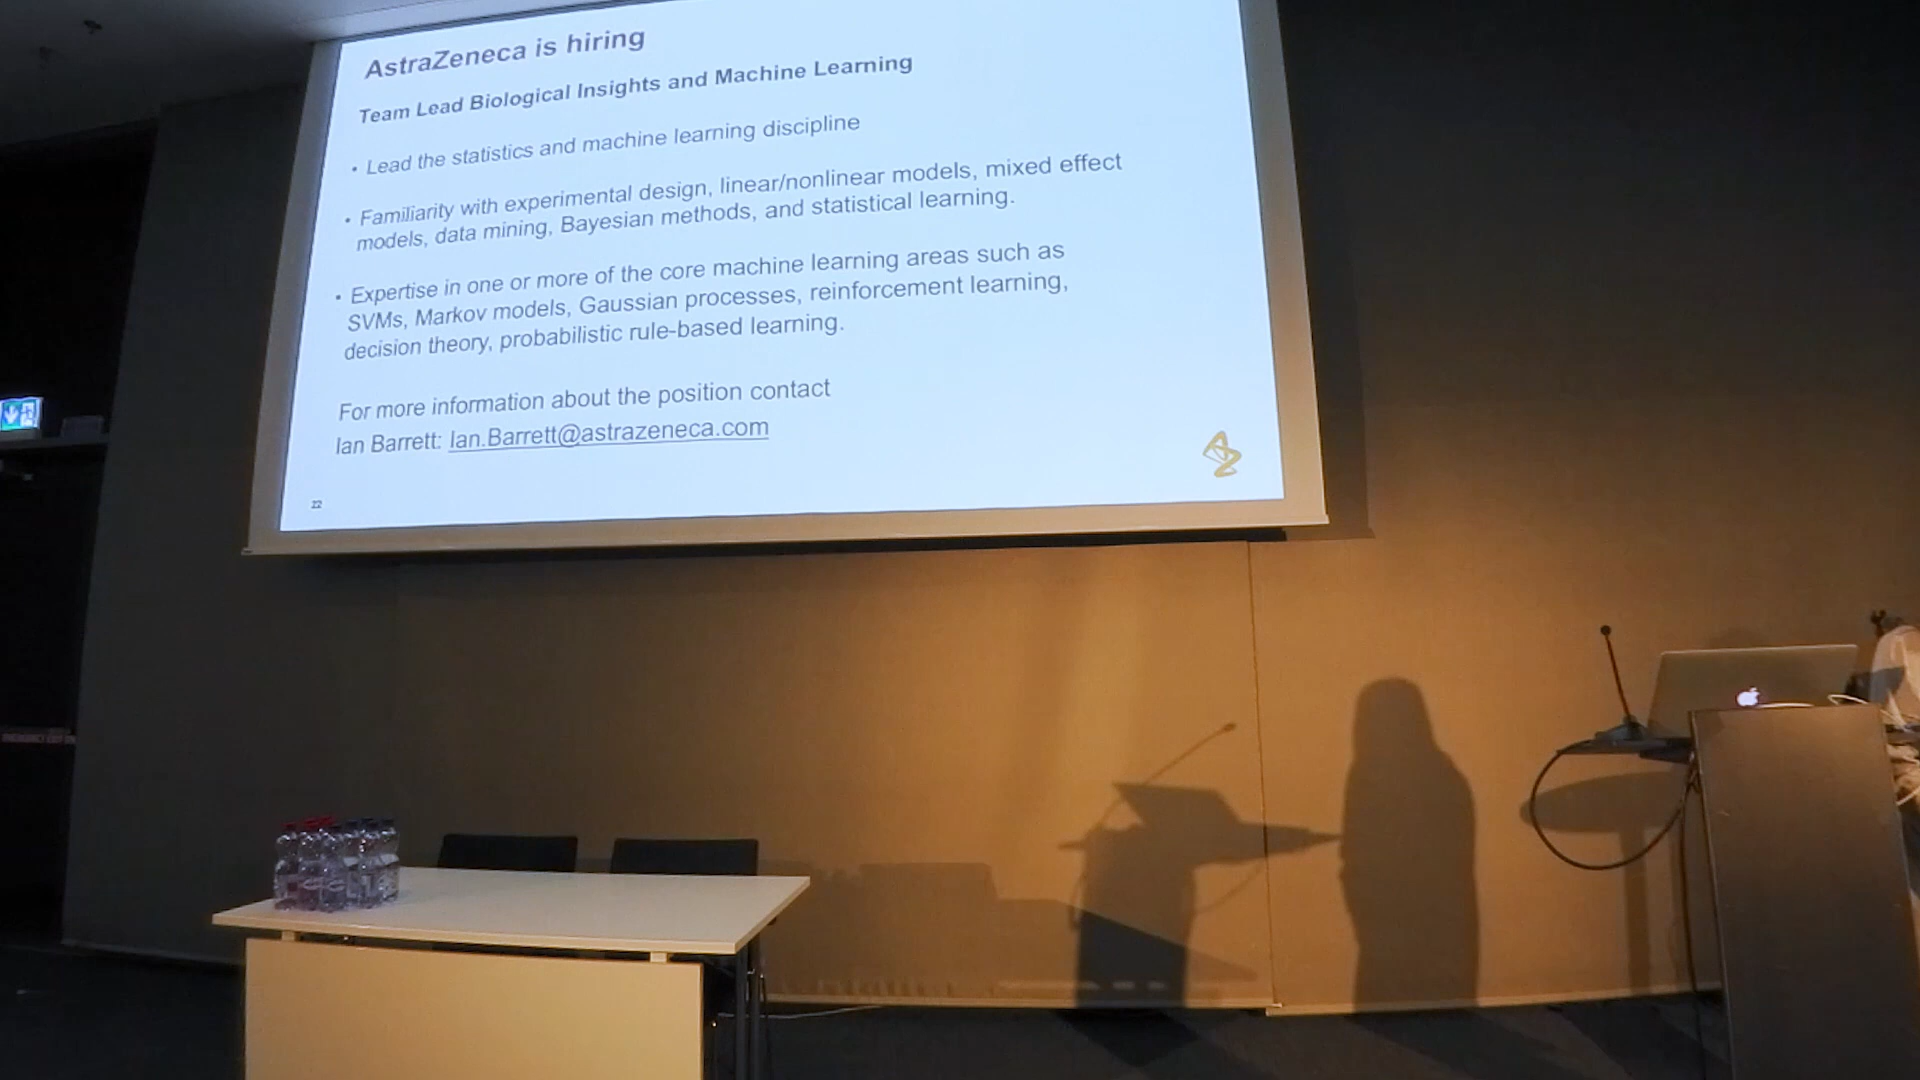 AstraZeneca is hiring
Team Lead Biological Insights and Machine Learning
• Lead the statistics and machine learning discipline
• Familiarity with experimental design, linear/nonlinear models, mixed effect
models, data mining, Bayesian methods, and statistical learning.
• Expertise in one or more of the core machine learning areas such as
SVMs, Markov models, Gaussian processes, reinforcement learning,
decision theory, probabilistic rule-based learning.
For more information about the position contact
Ian Barrett: Ian.Barrett@astrazeneca.com
22